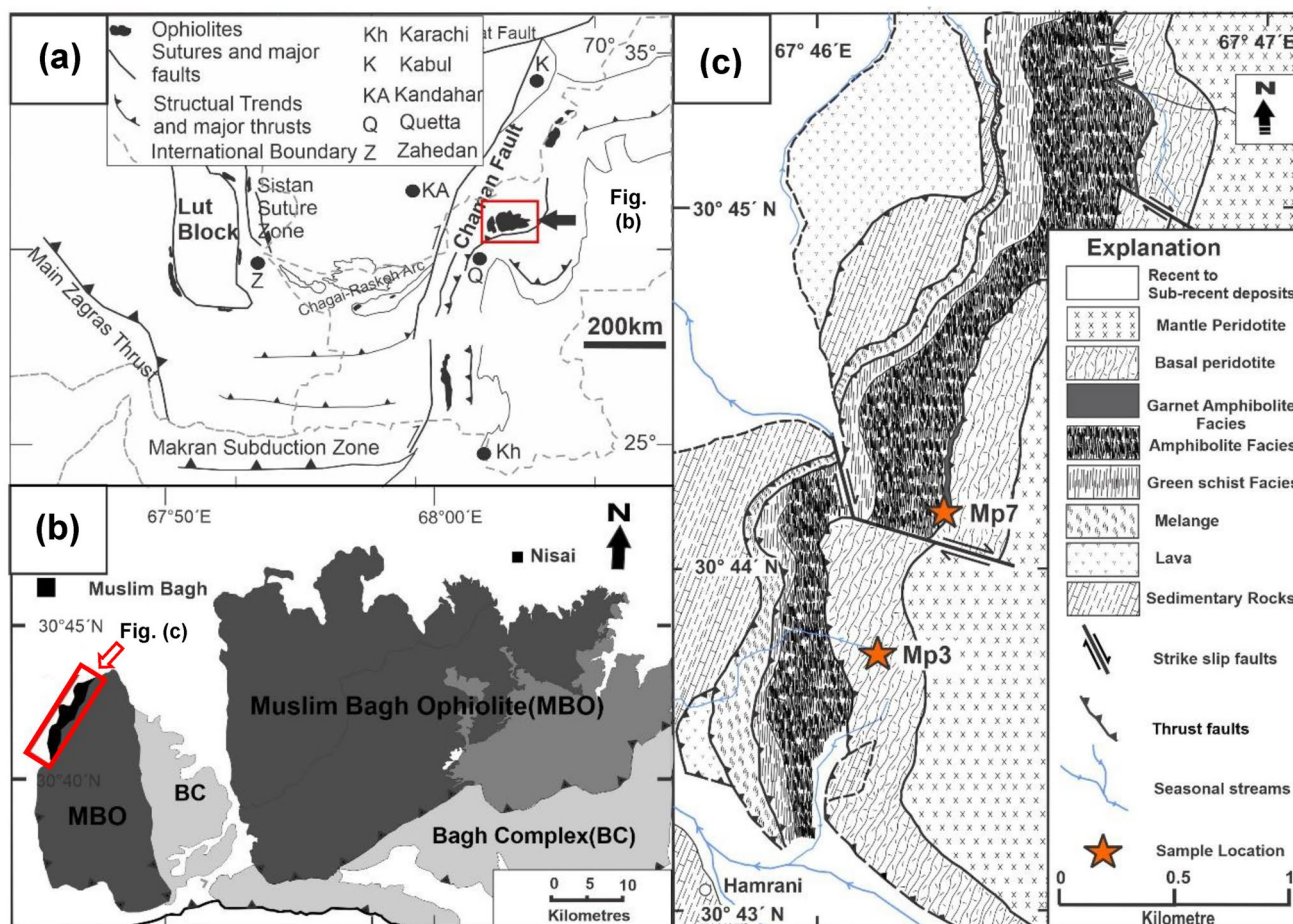 (a)
Ophiolites
Sutures and major
faults
Structual Trends
and major thrusts
International Boundary
Kh Karachi
K Kabul
KA Kandahar
Q Quetta
Z Zahedan
at Fault
70°
35°
K
Sistan
Suture
Zone
Lut
Block
KA
Chaman Fault
Fig.
(b)
Z
Chagai-Raskoh Arc
Q
Main Zagras Thrust
200km
Makran Subduction Zone
Kh
25°
(b)
67°50´E
68°00´E
N
Nisai
Muslim Bagh
30°45´N
Fig. (c)
Muslim Bagh Ophiolite(MBO)
30°40´N
BC
MBO
Bagh Complex(BC)
0 5 10
Kilometres
(c)
67° 46´E
67° 47´E
N
30° 45´ N
Mp7
30° 44´ N
Mp3
Hamrani
30° 43´ N
Explanation
Recent to
Sub-recent deposits
Mantle Peridotite
Basal peridotite
Garnet Amphibolite
Facies
Amphibolite Facies
Green schist Facies
Melange
Lava
Sedimentary Rocks
Strike slip faults
Thrust faults
Seasonal streams
Sample Location
0 0.5 1
Kilometre